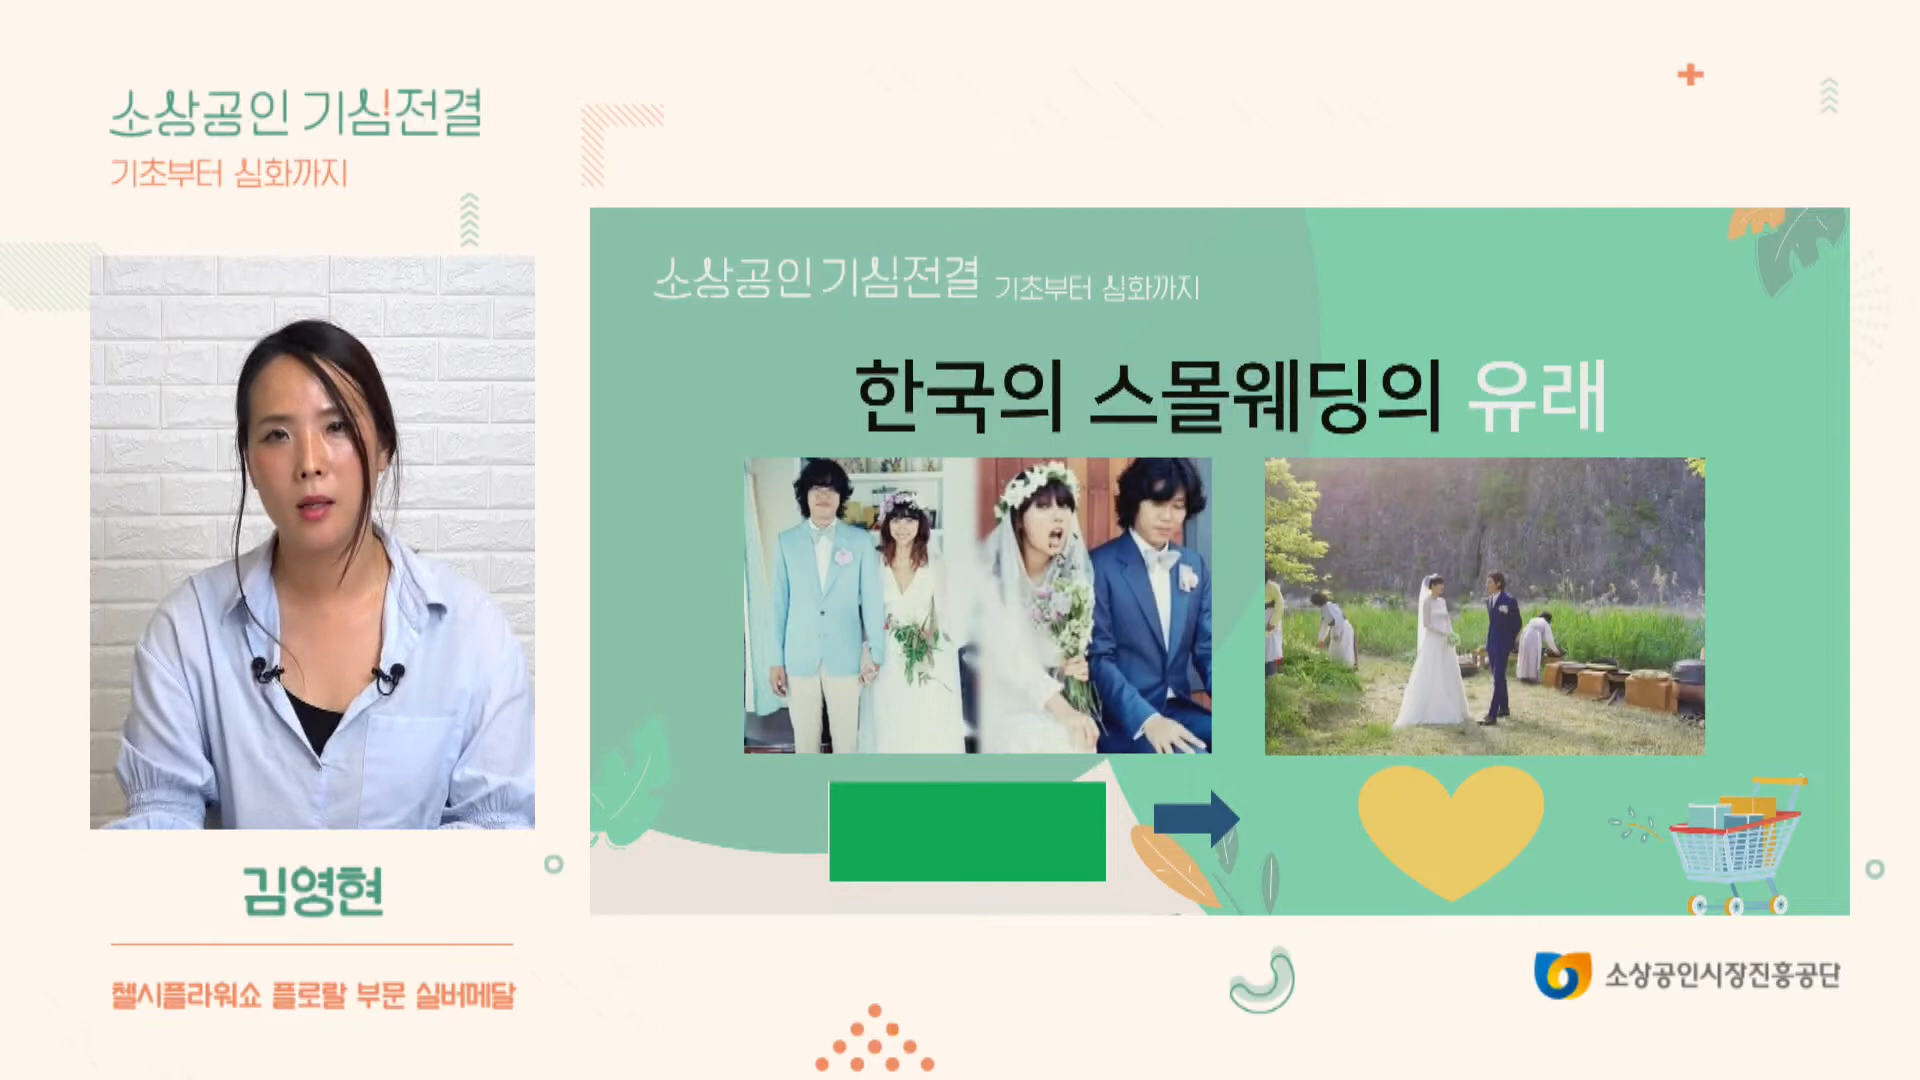 소상공인 기심전결
기초부터 심화까지
소상공인 기심전결 기초부터 심화까지
한국의 스몰웨딩의 유래
김영현
첼시플라워쇼 플로랄 부문 실버메달
소상공인시장진흥공단